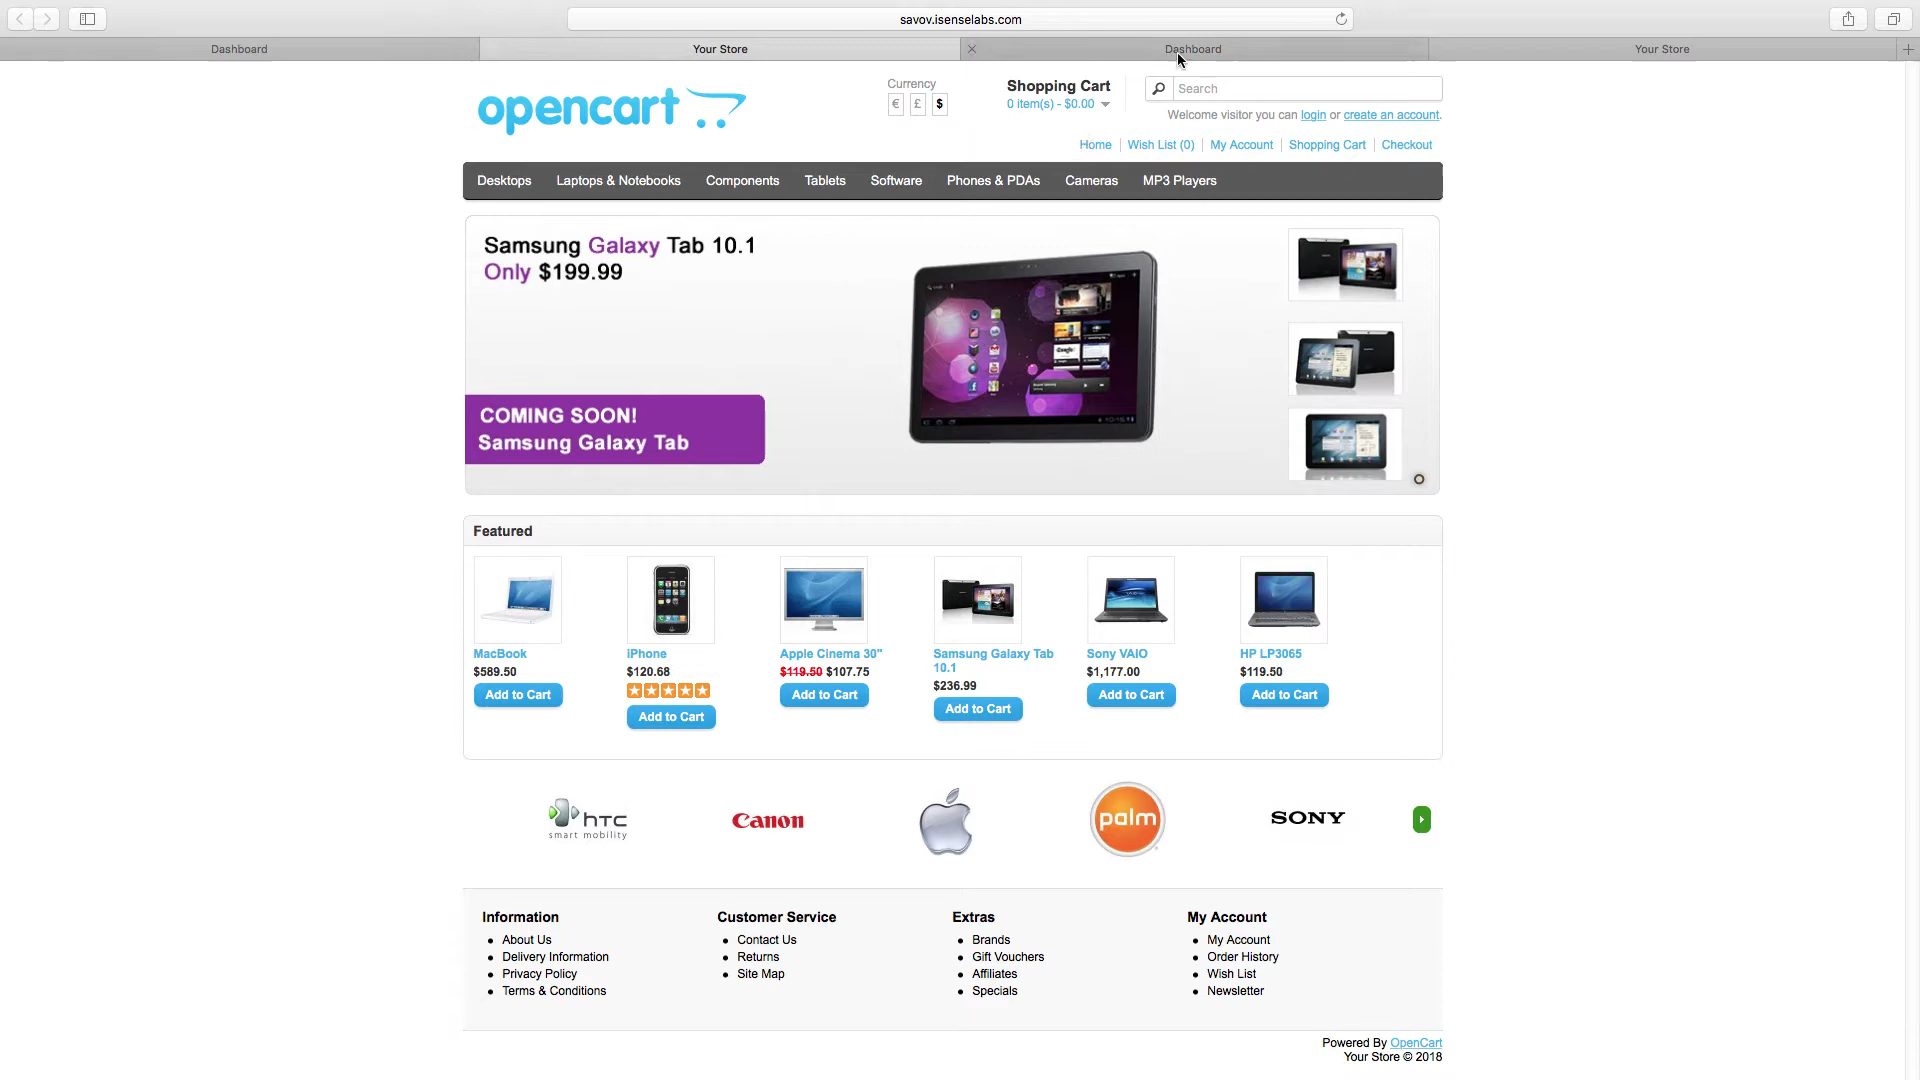 savov.isenselabs.com
Dashboard
Your Store
Dashboard
Your Store
opencart
Currency
€ £ $
Shopping Cart
0 item(s) - $0.00
Search
Welcome visitor you can login or create an account.
Home
Wish List (0)
My Account
Shopping Cart
Checkout
Desktops
Laptops & Notebooks
Components
Tablets
Software
Phones & PDAs
Cameras
MP3 Players
Samsung Galaxy Tab 10.1
Only $199.99
COMING SOON!
Samsung Galaxy Tab
Featured
MacBook
$589.50
Add to Cart
iPhone
$120.68
Add to Cart
Apple Cinema 30"
$119.50 $107.75
Add to Cart
Samsung Galaxy Tab
10.1
$236.99
Add to Cart
Sony VAIO
$1,177.00
Add to Cart
HP LP3065
$119.50
Add to Cart
hTC
smart mobility
Canon
palm
SONY
Information
About Us
Delivery Information
Privacy Policy
Terms & Conditions
Customer Service
Contact Us
Returns
Site Map
Extras
Brands
Gift Vouchers
Affiliates
Specials
My Account
My Account
Order History
Wish List
Newsletter
Powered By OpenCart
Your Store © 2018